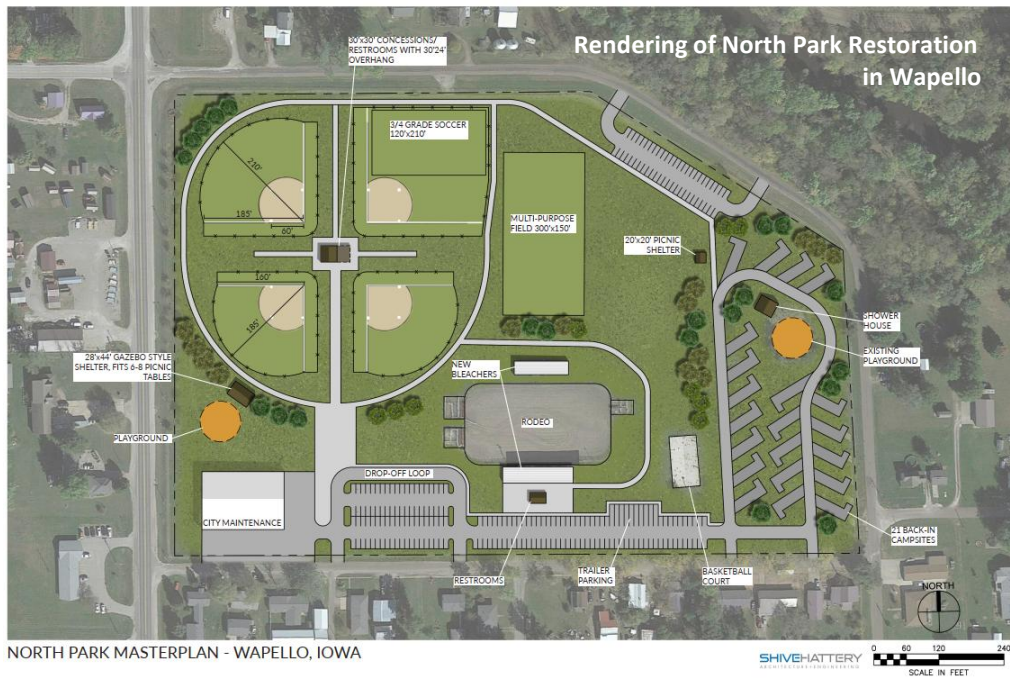 Rendering of North Park Restoration
in Wapello
30'x30' CONCESSIONS/
RESTROOMS WITH 30'24'
OVERHANG
3/4 GRADE SOCCER
120'x210'
210'
185'
60'
MULTI-PURPOSE
FIELD 300'x150'
20'x20' PICNIC
SHELTER
160'
185'
SHOWER
HOUSE
EXISTING
PLAYGROUND
28'x44' GAZEBO STYLE
SHELTER, FITS 6-8 PICNIC
TABLES
NEW
BLEACHERS
PLAYGROUND
RODEO
DROP-OFF LOOP
CITY MAINTENANCE
21 BACK-IN
CAMPSITES
RESTROOMS
TRAILER
PARKING
BASKETBALL
COURT
NORTH
NORTH PARK MASTERPLAN - WAPELLO, IOWA
SHIVEHATTERY
ARCHITECTURE+ENGINEERING
0 60 120 240
SCALE IN FEET